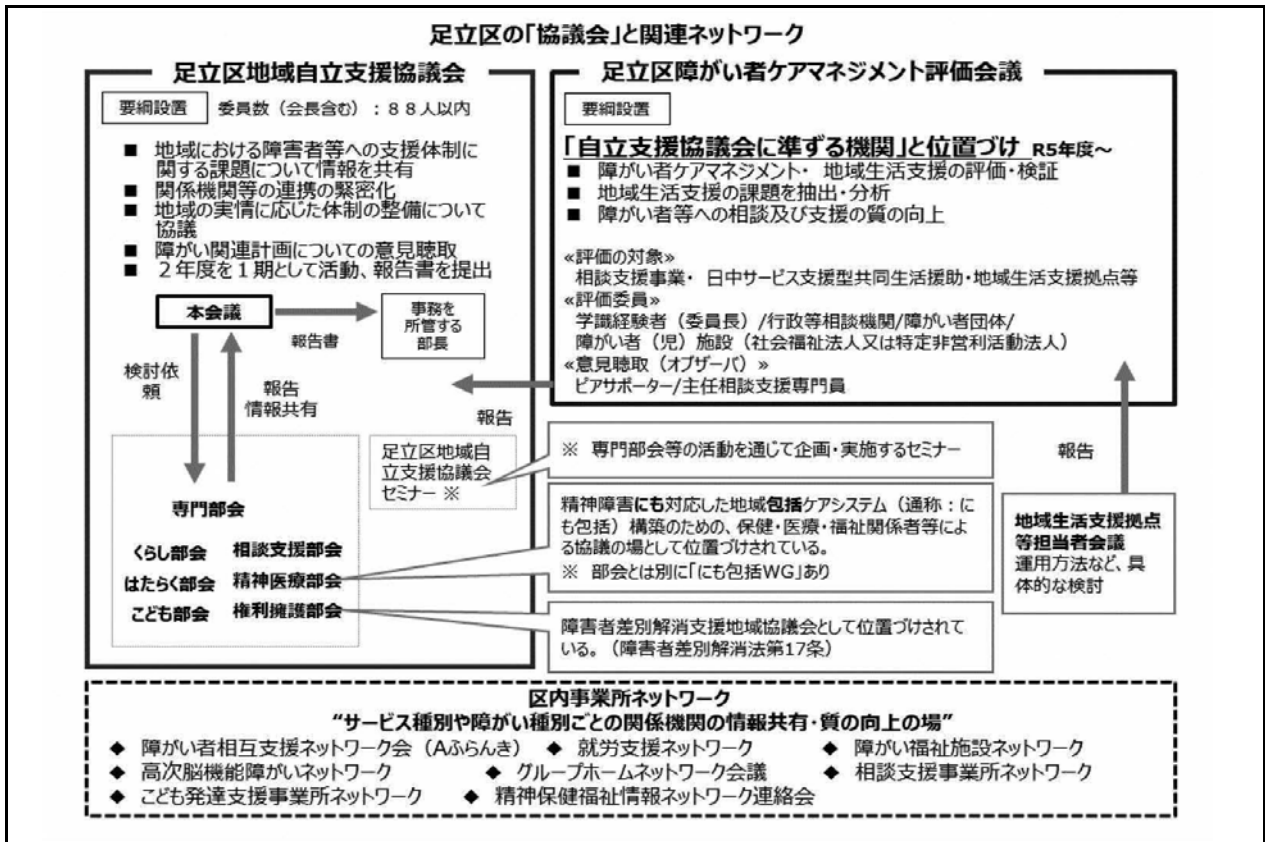 足立区の「協議会」と関連ネットワーク
足立区地域自立支援協議会
要綱設置 委員数（会長含む）：８８人以内
■ 地域における障害者等への支援体制に
関する課題について情報を共有
■ 関係機関等の連携の緊密化
■ 地域の実情に応じた体制の整備について
協議
■ 障がい関連計画についての意見聴取
■ ２年度を１期として活動、報告書を提出
本会議
報告書
事務を
所管する
部長
検討依
頼
報告
情報共有
専門部会
くらし部会 相談支援部会
はたらく部会 精神医療部会
こども部会 権利擁護部会
足立区地域自
立支援協議会
セミナー ※
足立区障がい者ケアマネジメント評価会議
要綱設置
「自立支援協議会に準ずる機関」と位置づけ R5年度～
■ 障がい者ケアマネジメント・ 地域生活支援の評価・検証
■ 地域生活支援の課題を抽出・分析
■ 障がい者等への相談及び支援の質の向上
≪評価の対象≫
相談支援事業・ 日中サービス支援型共同生活援助・地域生活支援拠点等
≪評価委員≫
学識経験者（委員長）/行政等相談機関/障がい者団体/
障がい者（児）施設（社会福祉法人又は特定非営利活動法人）
≪意見聴取（オブザーバ）≫
ピアサポーター/主任相談支援専門員
報告
※ 専門部会等の活動を通じて企画・実施するセミナー
精神障害にも対応した地域包括ケアシステム（通称：に
も包括）構築のための、保健・医療・福祉関係者等によ
る協議の場として位置づけされている。
※ 部会とは別に「にも包括WG」あり
障害者差別解消支援地域協議会として位置づけされて
いる。（障害者差別解消法第17条）
報告
地域生活支援拠点
等担当者会議
運用方法など、具
体的な検討
区内事業所ネットワーク
“サービス種別や障がい種別ごとの関係機関の情報共有・質の向上の場”
◆ 障がい者相互支援ネットワーク会（Aふらんき） ◆ 就労支援ネットワーク ◆ 障がい福祉施設ネットワーク
◆ 高次脳機能障がいネットワーク ◆ グループホームネットワーク会議 ◆ 相談支援事業所ネットワーク
◆ こども発達支援事業所ネットワーク ◆ 精神保健福祉情報ネットワーク連絡会